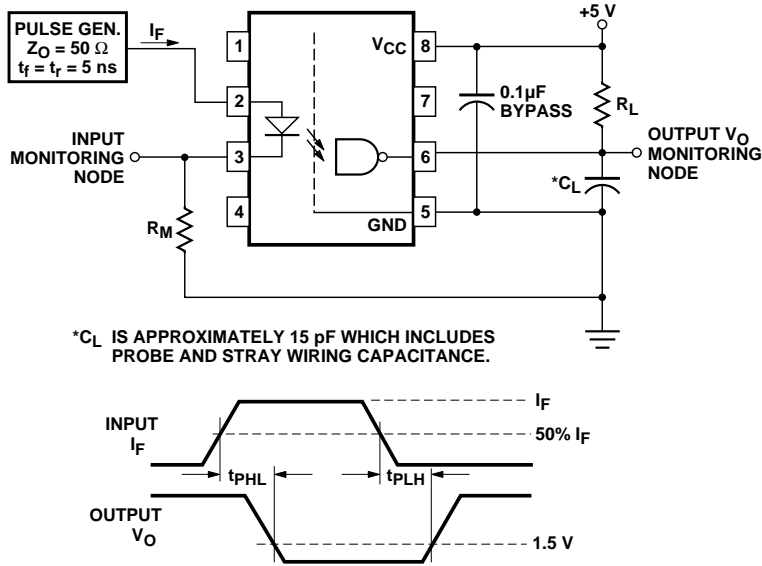 PULSE GEN.
Z_O = 50 Ω
t_f = t_r = 5 ns
I_F
+5 V
1
V_CC
8
2
7
0.1µF
BYPASS
R_L
INPUT
MONITORING
NODE
3
6
OUTPUT V_O
MONITORING
NODE
*C_L
4
GND
5
R_M
*C_L IS APPROXIMATELY 15 pF WHICH INCLUDES
PROBE AND STRAY WIRING CAPACITANCE.
I_F
INPUT
I_F
50% I_F
t_PHL
t_PLH
OUTPUT
V_O
1.5 V